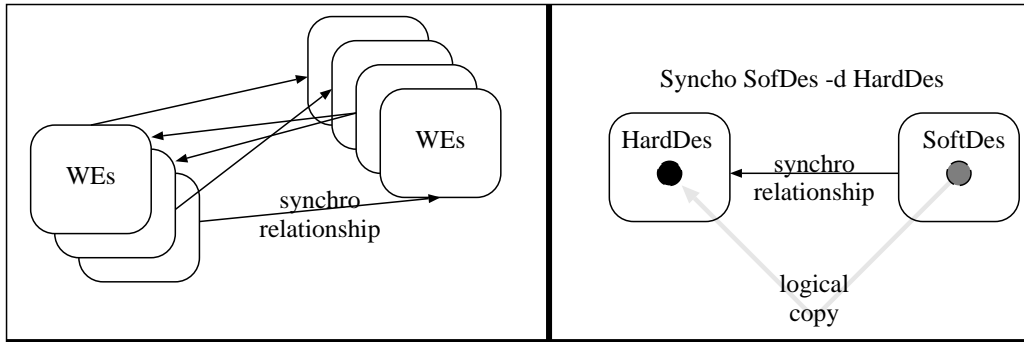 WEs
WEs
synchro
relationship
Syncho SofDes -d HardDes
HardDes
SoftDes
synchro
relationship
logical
copy